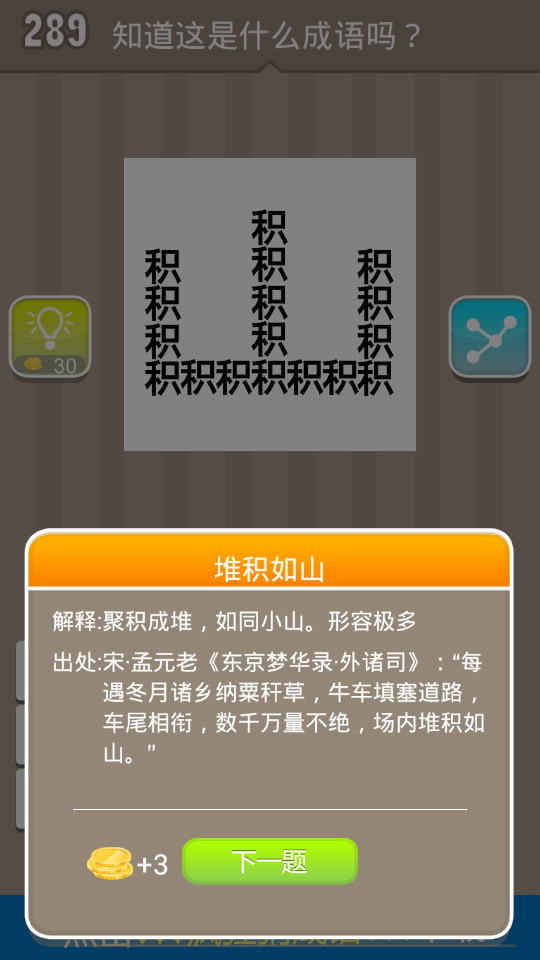 289 知道这是什么成语吗？
积
积 积 积
积 积 积
积 积 积
积积积积积积积
30
堆积如山
解释:聚积成堆，如同小山。形容极多
出处:宋·孟元老《东京梦华录·外诸司》：“每
遇冬月诸乡纳粟秆草，牛车填塞道路，
车尾相衔，数千万量不绝，场内堆积如
山。”
+3 下一题